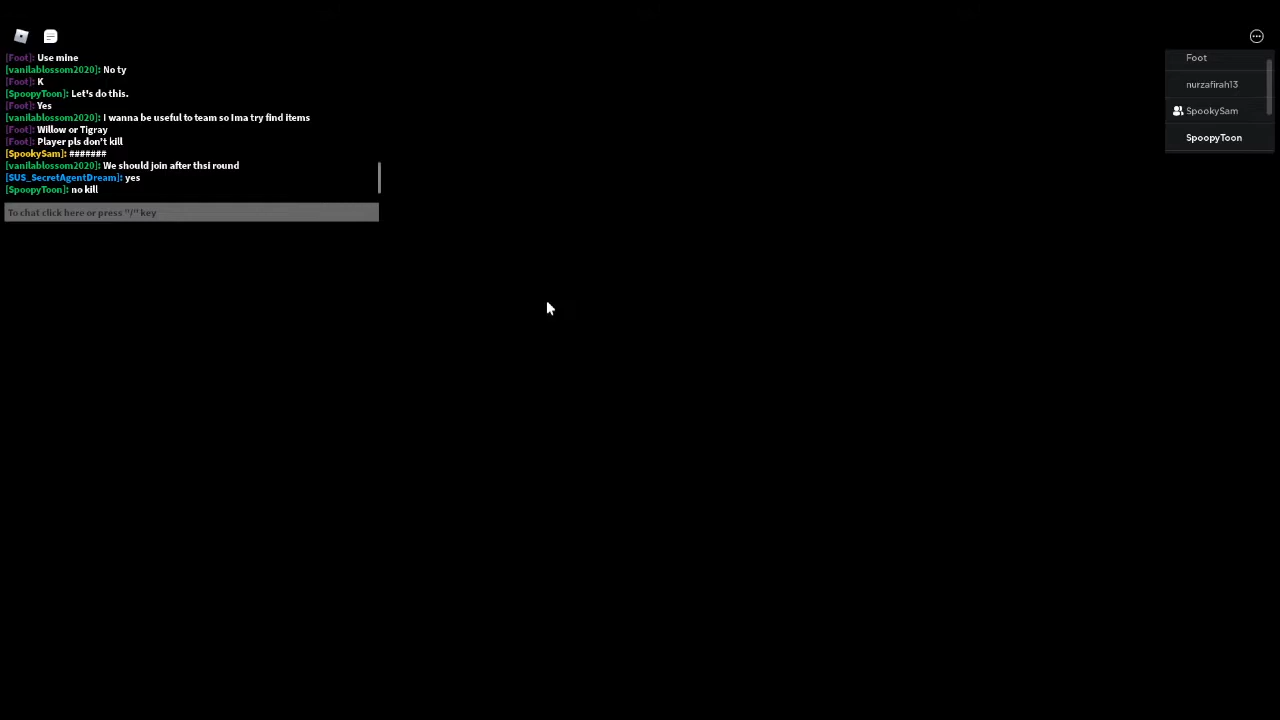 [Foot]: Use mine
[vanilablossom2020]: No ty
[Foot]: K
[SpoopyToon]: Let's do this.
[Foot]: Yes
[vanilablossom2020]: I wanna be useful to team so Ima try find items
[Foot]: Willow or Tigray
[Foot]: Player pls don't kill
[SpookySam]: #######
[vanilablossom2020]: We should join after thsi round
[SUS_SecretAgentDream]: yes
[SpoopyToon]: no kill
To chat click here or press "/" key
Foot
nurzafirah13
SpookySam
SpoopyToon